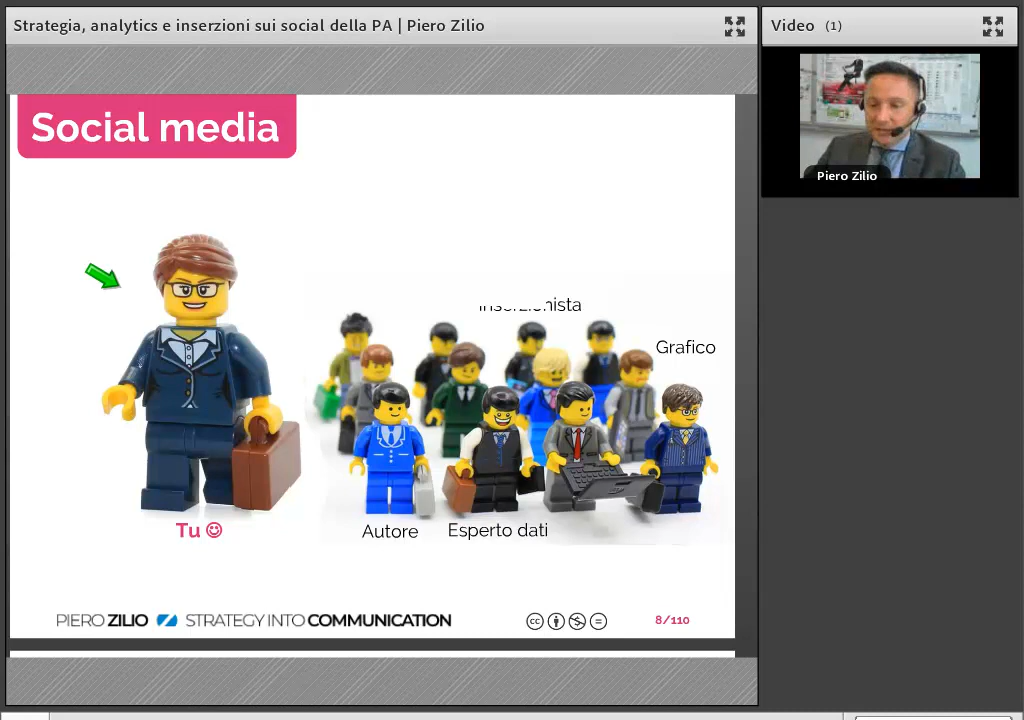 Strategia, analytics e inserzioni sui social della PA | Piero Zilio
Video (1)
Piero Zilio
Social media
Grafico
Tu ☺
Autore
Esperto dati
PIERO ZILIO STRATEGY INTO COMMUNICATION
cc
8/110